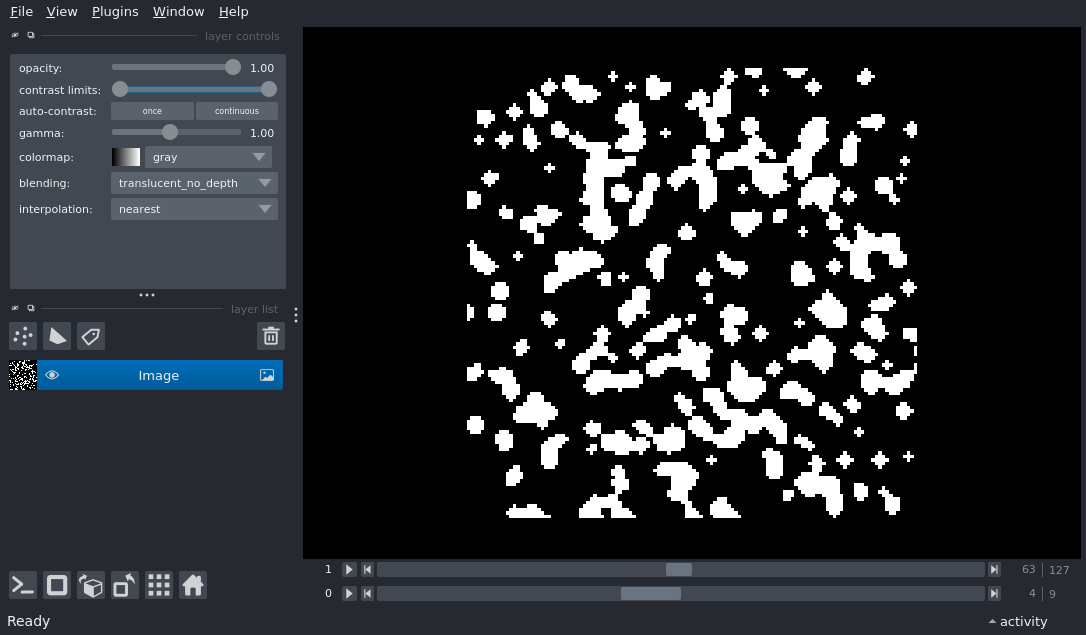 File View Plugins Window Help
layer controls
opacity: 1.00
contrast limits:
auto-contrast: once continuous
gamma: 1.00
colormap: gray
blending: translucent_no_depth
interpolation: nearest
layer list
Image
1 63 127
0 4 9
Ready activity